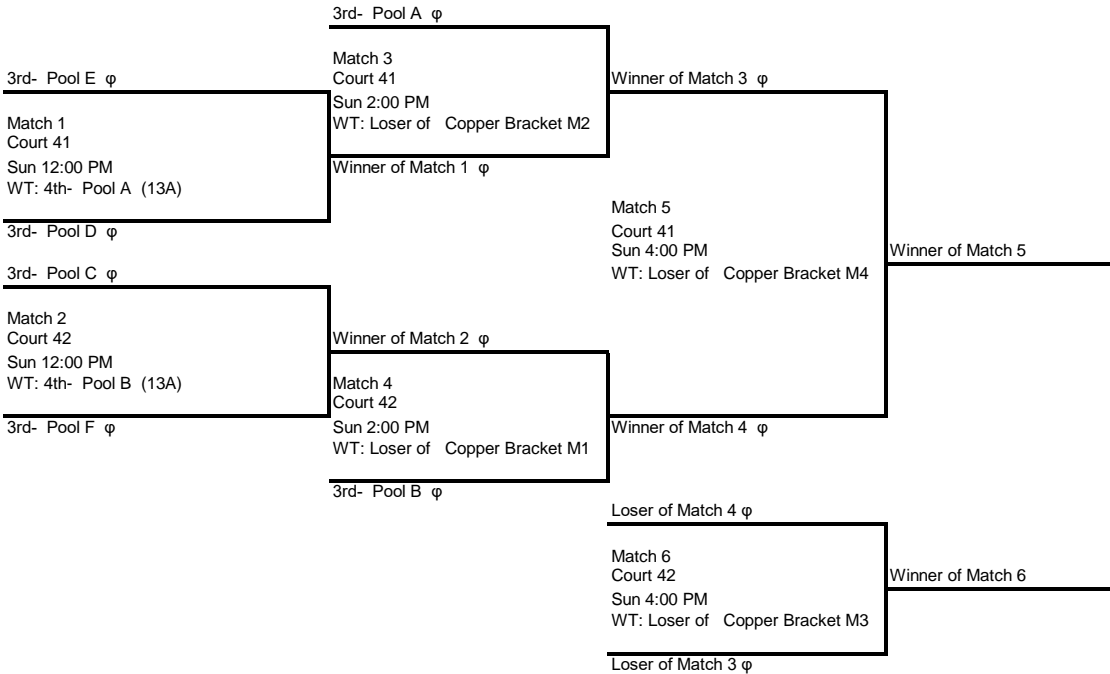 3rd- Pool A φ
Match 3
Court 41
Sun 2:00 PM
WT: Loser of Copper Bracket M2
Winner of Match 1 φ
3rd- Pool E φ
Match 1
Court 41
Sun 12:00 PM
WT: 4th- Pool A (13A)
3rd- Pool D φ
3rd- Pool C φ
Match 2
Court 42
Sun 12:00 PM
WT: 4th- Pool B (13A)
3rd- Pool F φ
Winner of Match 2 φ
Match 4
Court 42
Sun 2:00 PM
WT: Loser of Copper Bracket M1
3rd- Pool B φ
Winner of Match 3 φ
Match 5
Court 41
Sun 4:00 PM
WT: Loser of Copper Bracket M4
Winner of Match 4 φ
Winner of Match 5
Loser of Match 4 φ
Match 6
Court 42
Sun 4:00 PM
WT: Loser of Copper Bracket M3
Loser of Match 3 φ
Winner of Match 6